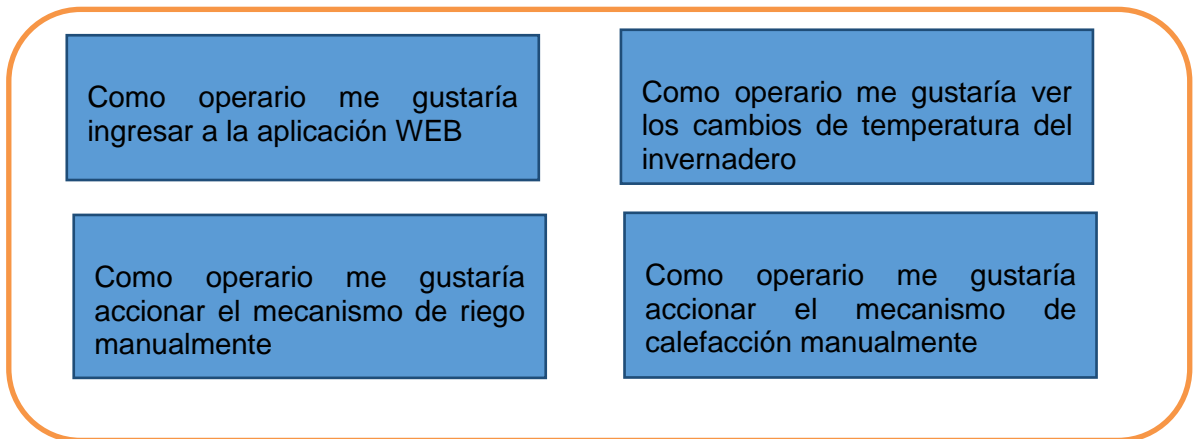 Como operario me gustaría
ingresar a la aplicación WEB
Como operario me gustaría ver
los cambios de temperatura del
invernadero
Como operario me gustaría
accionar el mecanismo de riego
manualmente
Como operario me gustaría
accionar el mecanismo de
calefacción manualmente